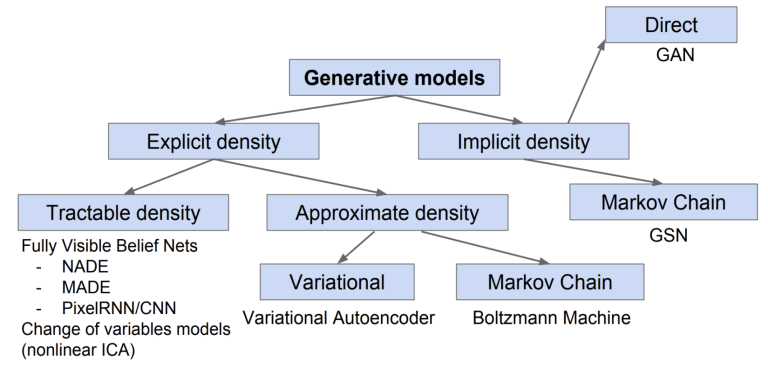 Direct
GAN
Generative models
Explicit density
Implicit density
Tractable density
Approximate density
Markov Chain
GSN
Fully Visible Belief Nets
- NADE
- MADE
- PixelRNN/CNN
Change of variables models
(nonlinear ICA)
Variational
Variational Autoencoder
Markov Chain
Boltzmann Machine